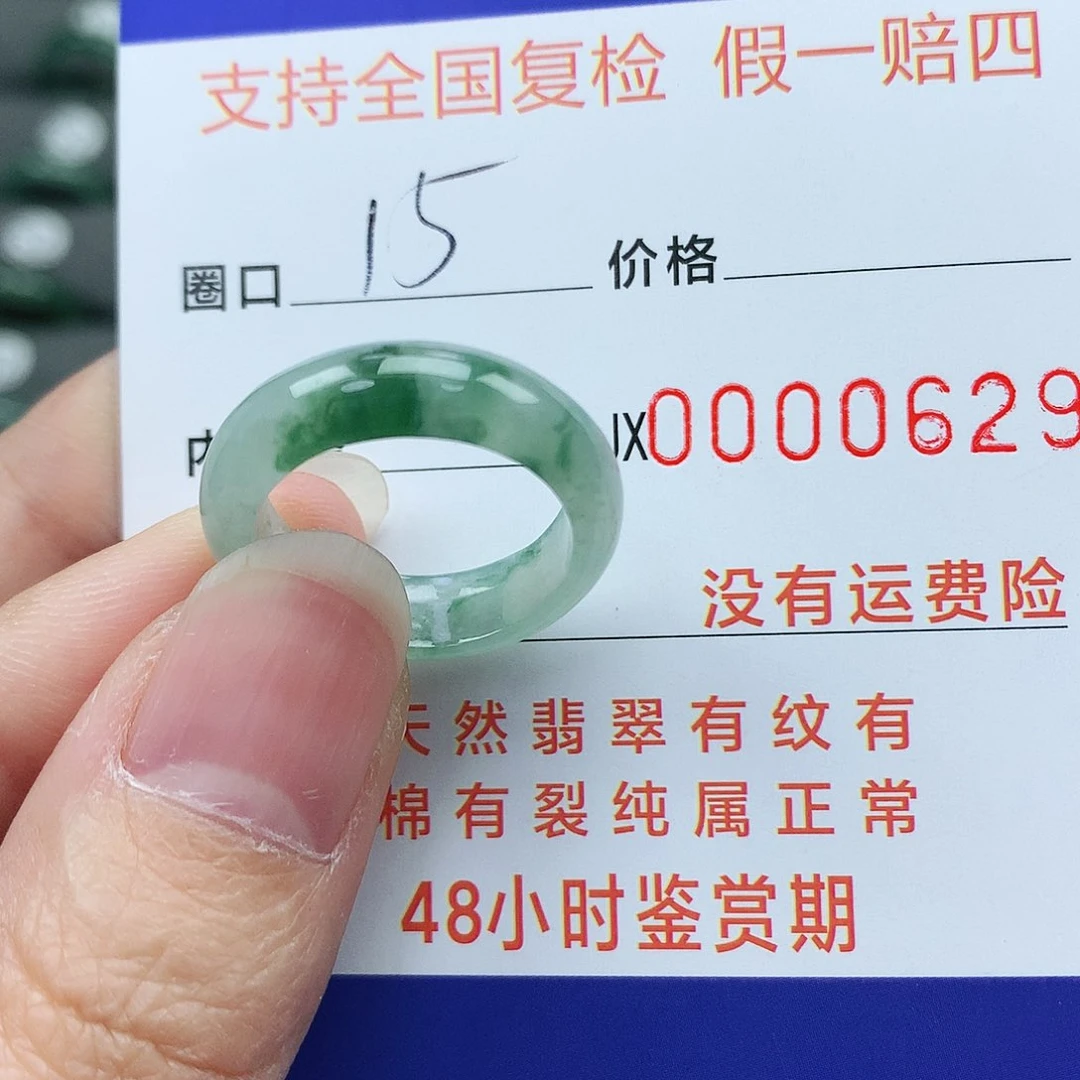 支持全国复检 假一赔四
圈口 15 价格
JX0000629
没有运费险
天然翡翠有纹有
棉有裂纯属正常
48小时鉴赏期